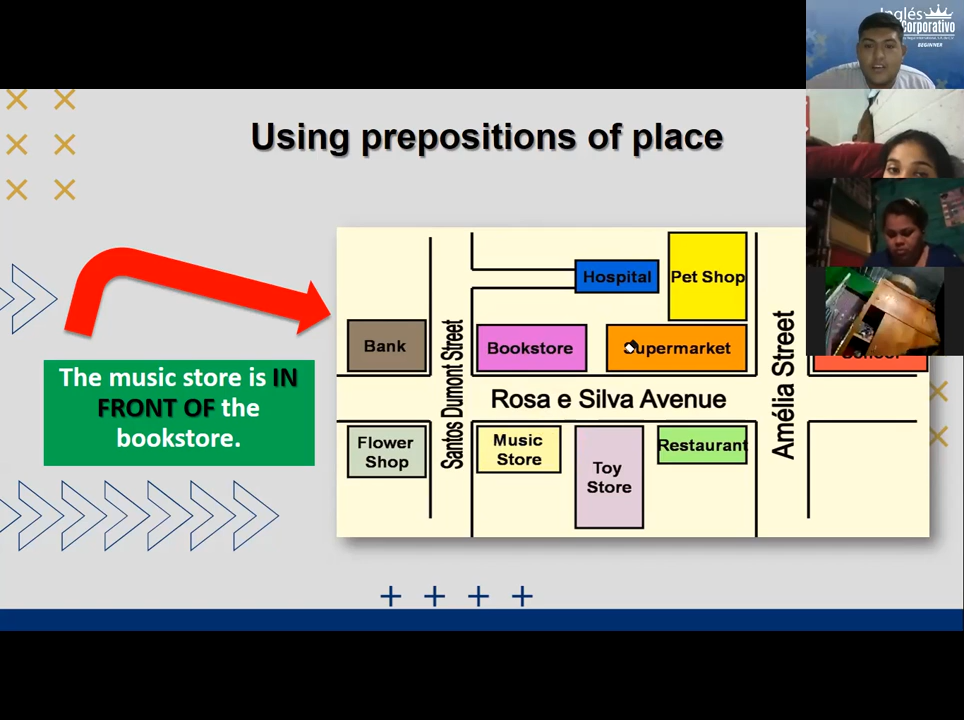 Inglés
Corporativo
BEGINNER
Using prepositions of place
Hospital
Pet Shop
Bank
Bookstore
Supermarket
School
Santos Dumont Street
Rosa e Silva Avenue
Amélia Street
The music store is IN
FRONT OF the
bookstore.
Flower
Shop
Music
Store
Toy
Store
Restaurant